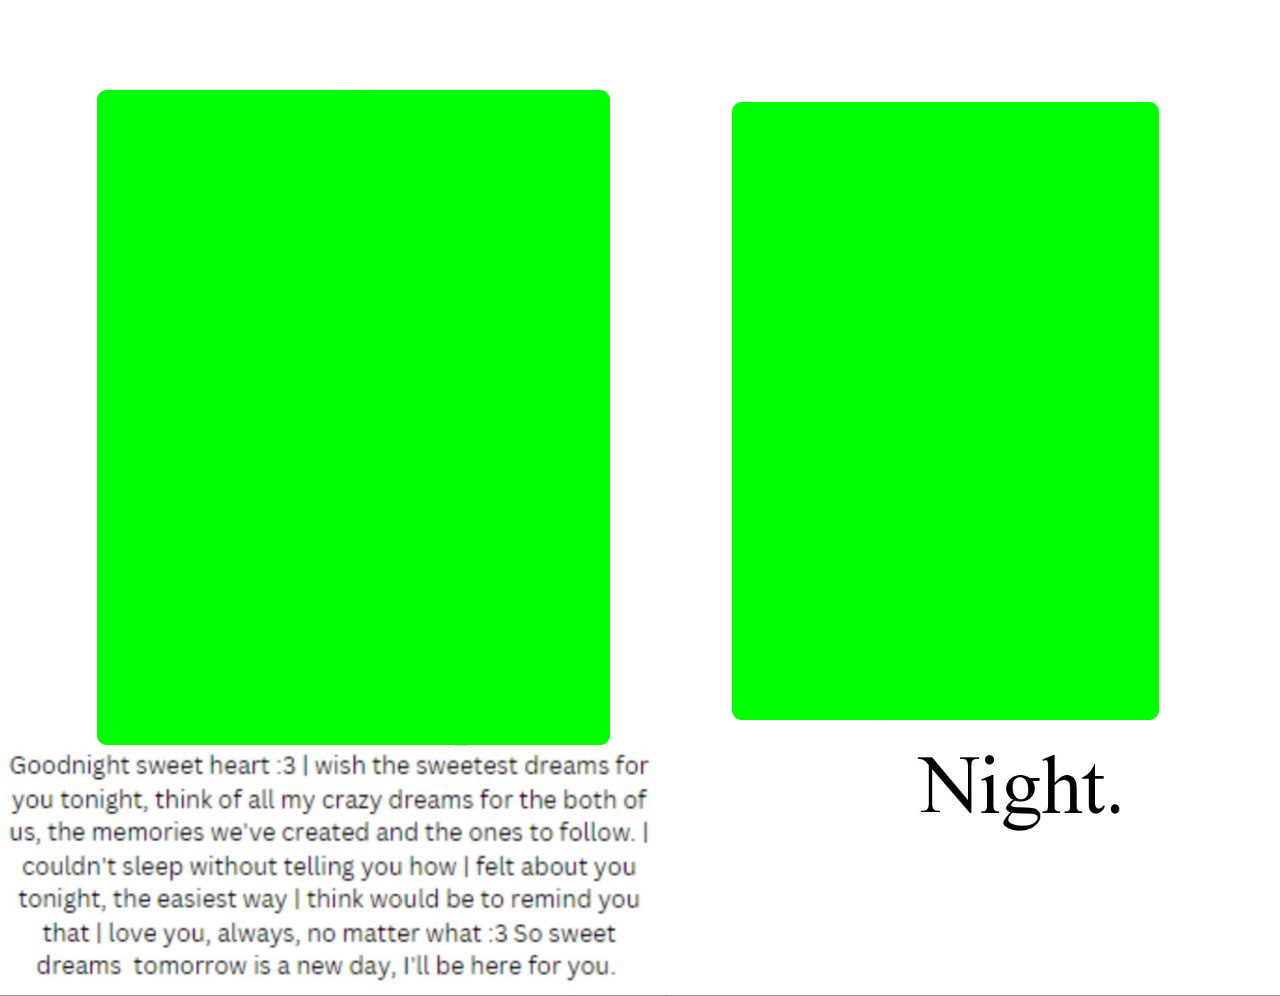 Goodnight sweet heart :3 I wish the sweetest dreams for
you tonight, think of all my crazy dreams for the both of
us, the memories we've created and the ones to follow. I
couldn't sleep without telling you how I felt about you
tonight, the easiest way I think would be to remind you
that I love you, always, no matter what :3 So sweet
dreams  tomorrow is a new day, I'll be here for you.
Night.